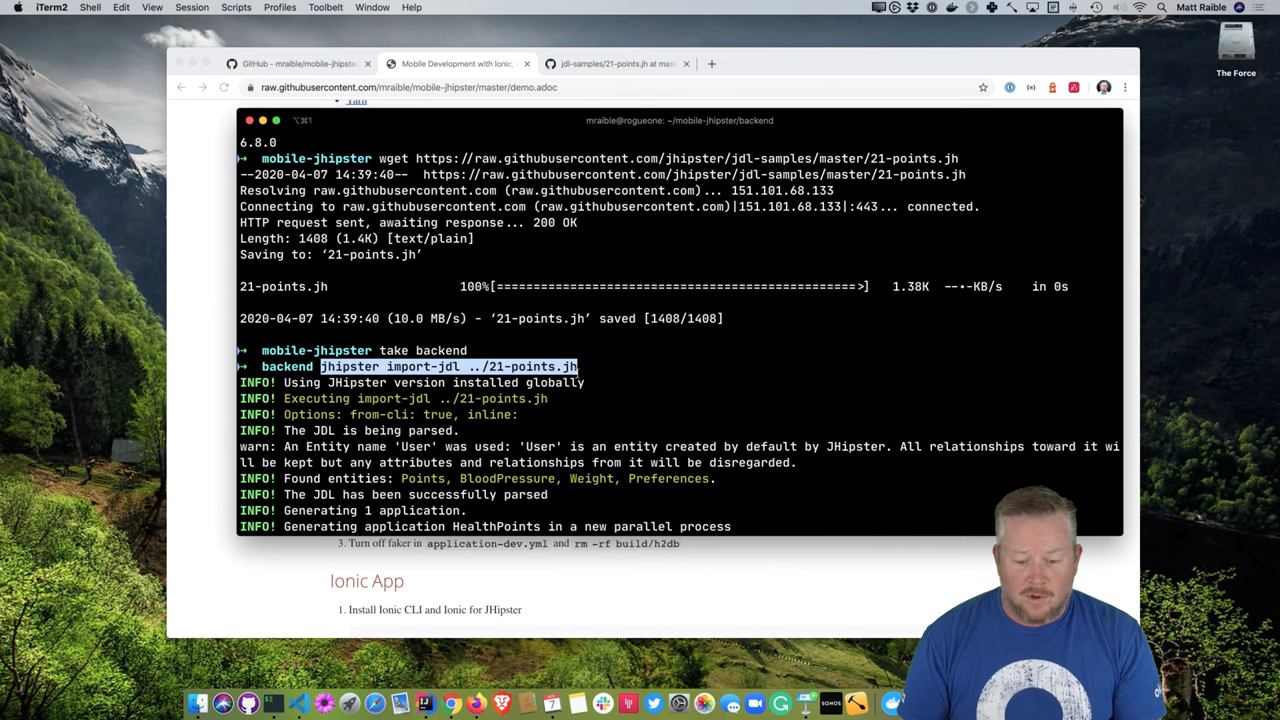 iTerm2 Shell Edit View Session Scripts Profiles Toolbelt Window Help Matt Raible
The Force
GitHub - mraible/mobile-jhipste Mobile Development with Ionic, jdl-samples/21-points.jh at mas
raw.githubusercontent.com/mraible/mobile-jhipster/master/demo.adoc
Yarn
⌥⌘1 mraible@rogueone: ~/mobile-jhipster/backend
6.8.0
→ mobile-jhipster wget https://raw.githubusercontent.com/jhipster/jdl-samples/master/21-points.jh
--2020-04-07 14:39:40-- https://raw.githubusercontent.com/jhipster/jdl-samples/master/21-points.jh
Resolving raw.githubusercontent.com (raw.githubusercontent.com)... 151.101.68.133
Connecting to raw.githubusercontent.com (raw.githubusercontent.com)|151.101.68.133|:443... connected.
HTTP request sent, awaiting response... 200 OK
Length: 1408 (1.4K) [text/plain]
Saving to: ‘21-points.jh’
21-points.jh 100%[==============================================>] 1.38K --•-KB/s in 0s
2020-04-07 14:39:40 (10.0 MB/s) - ‘21-points.jh’ saved [1408/1408]
→ mobile-jhipster take backend
→ backend jhipster import-jdl ../21-points.jh
INFO! Using JHipster version installed globally
INFO! Executing import-jdl ../21-points.jh
INFO! Options: from-cli: true, inline:
INFO! The JDL is being parsed.
warn: An Entity name 'User' was used: 'User' is an entity created by default by JHipster. All relationships toward it wi
ll be kept but any attributes and relationships from it will be disregarded.
INFO! Found entities: Points, BloodPressure, Weight, Preferences.
INFO! The JDL has been successfully parsed
INFO! Generating 1 application.
INFO! Generating application HealthPoints in a new parallel process
3. Turn off faker in application-dev.yml and rm -rf build/h2db
Ionic App
1. Install Ionic CLI and Ionic for JHipster
7
SONOS